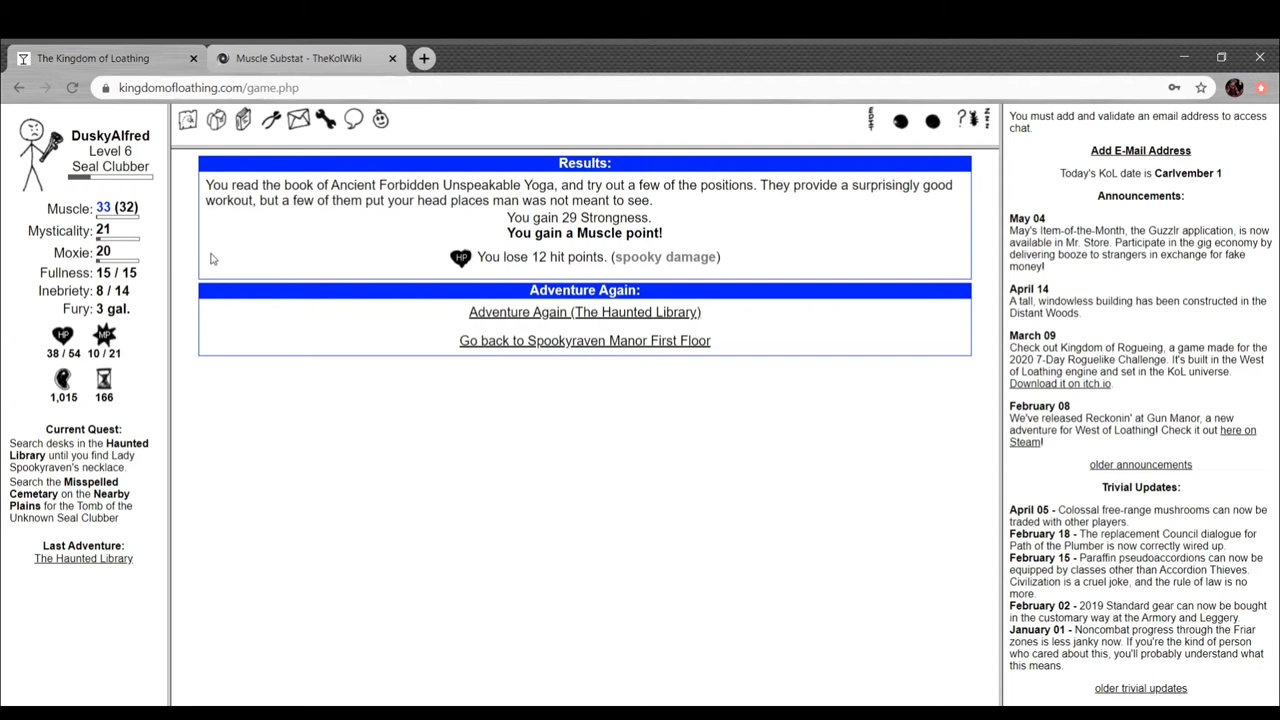 The Kingdom of Loathing
Muscle Substat - TheKolWiki
kingdomofloathing.com/game.php
DuskyAlfred
Level 6
Seal Clubber
Muscle: 33 (32)
Mysticality: 21
Moxie: 20
Fullness: 15 / 15
Inebriety: 8 / 14
Fury: 3 gal.
HP MP
38 / 54 10 / 21
1,015 166
Current Quest:
Search desks in the Haunted
Library until you find Lady
Spookyraven's necklace.
Search the Misspelled
Cemetary on the Nearby
Plains for the Tomb of the
Unknown Seal Clubber
Last Adventure:
The Haunted Library
Results:
You read the book of Ancient Forbidden Unspeakable Yoga, and try out a few of the positions. They provide a surprisingly good
workout, but a few of them put your head places man was not meant to see.
You gain 29 Strongness.
You gain a Muscle point!
HP You lose 12 hit points. (spooky damage)
Adventure Again:
Adventure Again (The Haunted Library)
Go back to Spookyraven Manor First Floor
You must add and validate an email address to access
chat.
Add E-Mail Address
Today's KoL date is Carlvember 1
Announcements:
May 04
May's Item-of-the-Month, the Guzzlr application, is now
available in Mr. Store. Participate in the gig economy by
delivering booze to strangers in exchange for fake
money!
April 14
A tall, windowless building has been constructed in the
Distant Woods.
March 09
Check out Kingdom of Rogueing, a game made for the
2020 7-Day Roguelike Challenge. It's built in the West
of Loathing engine and set in the KoL universe.
Download it on itch.io.
February 08
We've released Reckonin' at Gun Manor, a new
adventure for West of Loathing! Check it out here on
Steam!
older announcements
Trivial Updates:
April 05 - Colossal free-range mushrooms can now be
traded with other players.
February 18 - The replacement Council dialogue for
Path of the Plumber is now correctly wired up.
February 15 - Paraffin pseudoaccordions can now be
equipped by classes other than Accordion Thieves.
Civilization is a cruel joke, and the rule of law is no
more.
February 02 - 2019 Standard gear can now be bought
in the customary way at the Armory and Leggery.
January 01 - Noncombat progress through the Friar
zones is less janky now. If you're the kind of person
who cared about this, you'll probably understand what
this means.
older trivial updates